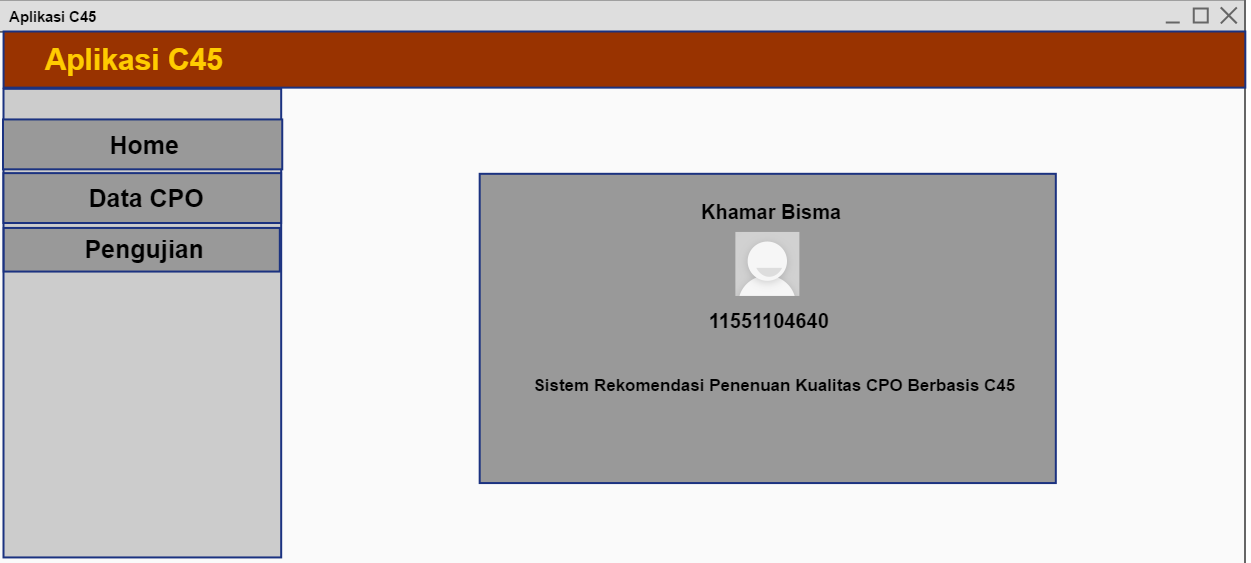 Aplikasi C45
Aplikasi C45
Home
Data CPO
Pengujian
Khamar Bisma
11551104640
Sistem Rekomendasi Penenuan Kualitas CPO Berbasis C45